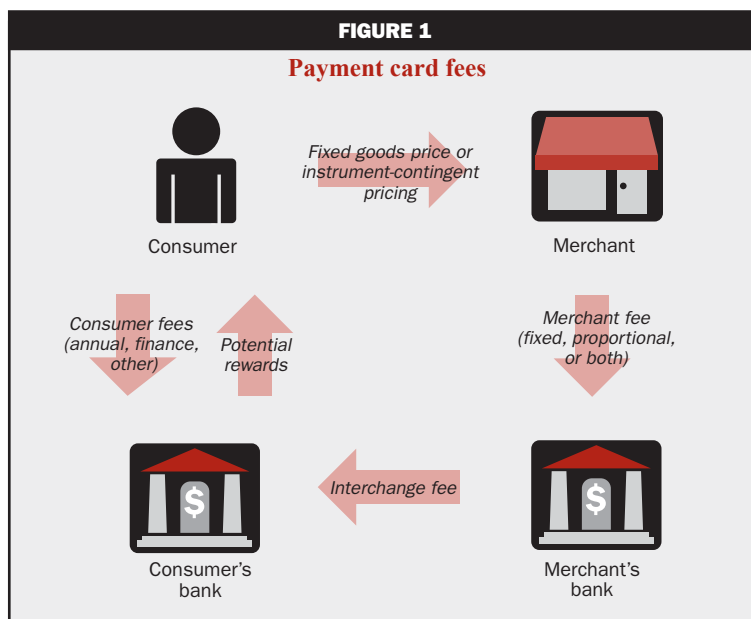 FIGURE 1
Payment card fees
Fixed goods price or
instrument-contingent
pricing
Consumer
Merchant
Consumer fees
(annual, finance,
other)
Potential
rewards
Merchant fee
(fixed, proportional,
or both)
$
Interchange fee
$
Consumer’s
bank
Merchant’s
bank